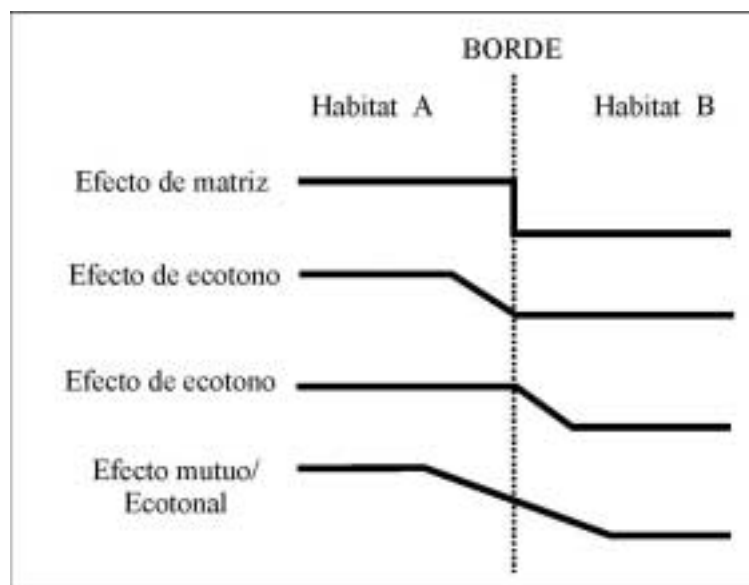 BORDE
Habitat A
Habitat B
Efecto de matriz
Efecto de ecotono
Efecto de ecotono
Efecto mutuo/
Ecotonal